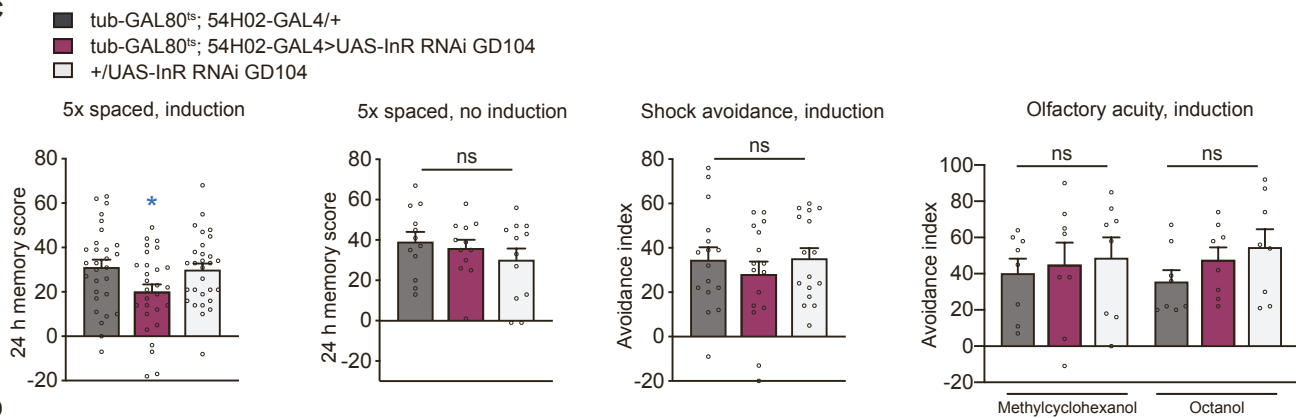 tub-GAL80ts; 54H02-GAL4/+
tub-GAL80ts; 54H02-GAL4>UAS-InR RNAi GD104
+/UAS-InR RNAi GD104
5x spaced, induction
5x spaced, no induction
Shock avoidance, induction
Olfactory acuity, induction
24 h memory score
80
60
40
20
0
-20
*
24 h memory score
80
60
40
20
0
-20
ns
Avoidance index
80
60
40
20
0
-20
ns
Avoidance index
100
80
60
40
20
0
-20
ns
ns
Methylcyclohexanol
Octanol